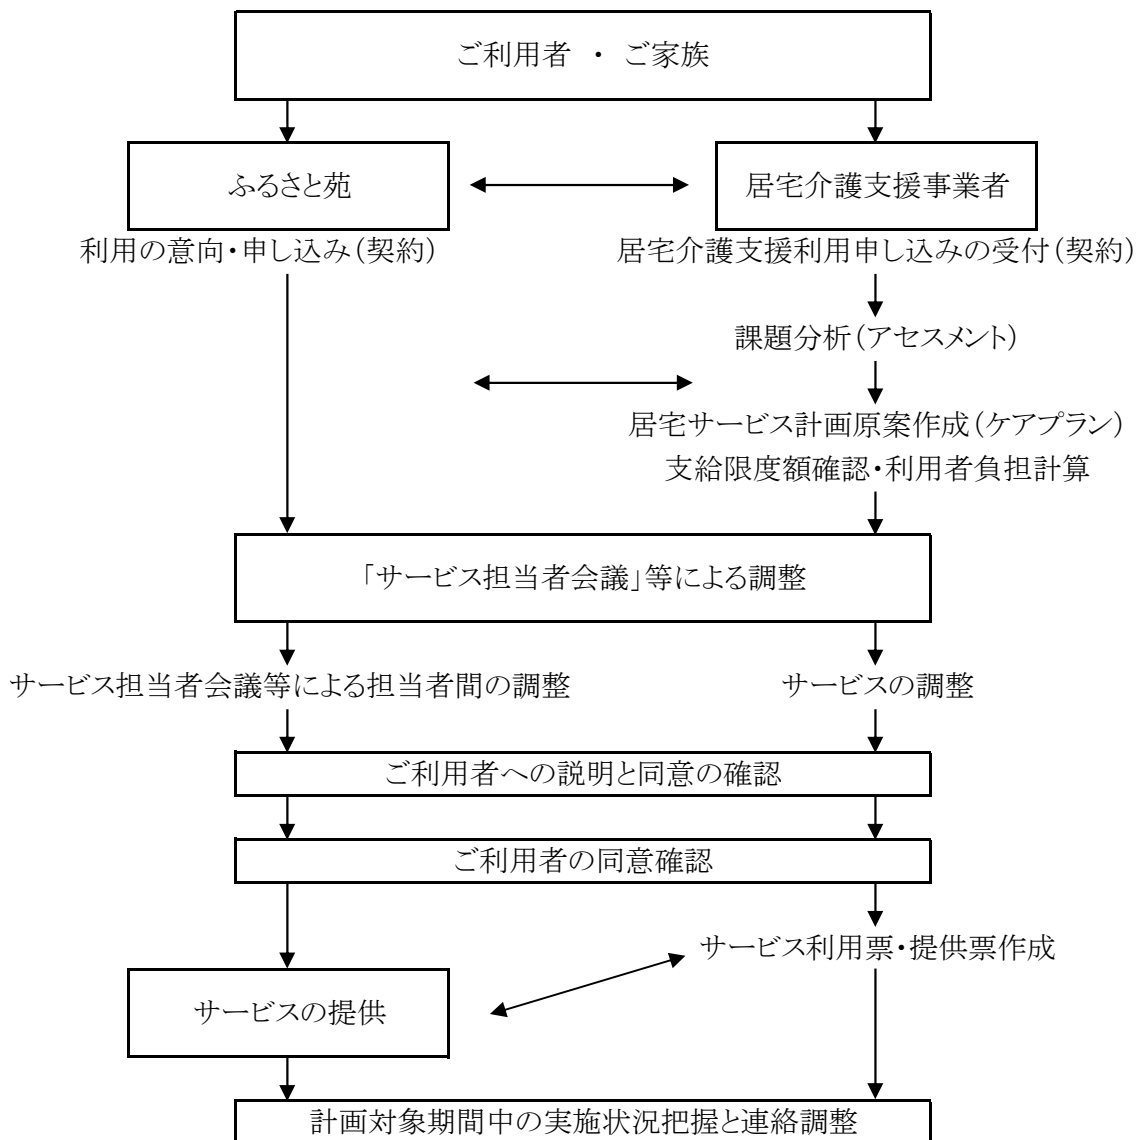 ご利用者 ・ ご家族
ふるさと苑
居宅介護支援事業者
利用の意向・申し込み(契約)
居宅介護支援利用申し込みの受付(契約)
課題分析(アセスメント)
居宅サービス計画原案作成(ケアプラン)
支給限度額確認・利用者負担計算
「サービス担当者会議」等による調整
サービス担当者会議等による担当者間の調整
サービスの調整
ご利用者への説明と同意の確認
ご利用者の同意確認
サービス利用票・提供票作成
サービスの提供
計画対象期間中の実施状況把握と連絡調整